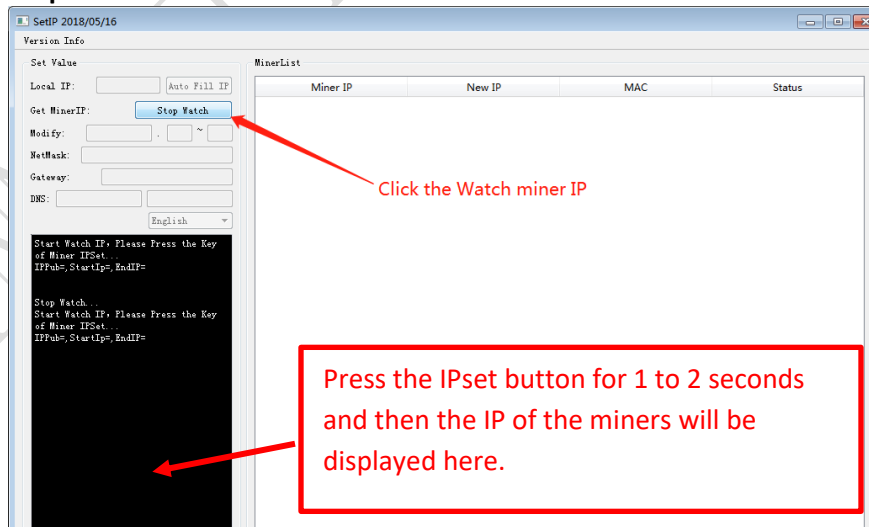 SetIP 2018/05/16
Version Info
Set Value
MinerList
Local IP:
Auto Fill IP
Miner IP
New IP
MAC
Status
Get MinerIP:
Stop Watch
Modify:
.
~
NetMask:
Gateway:
DNS:
English
Click the Watch miner IP
Start Watch IP, Please Press the Key
of Miner IPSet...
IPPub=,StartIp=,EndIP=
Stop Watch...
Start Watch IP, Please Press the Key
of Miner IPSet...
IPPub=,StartIp=,EndIP=
Press the IPset button for 1 to 2 seconds
and then the IP of the miners will be
displayed here.